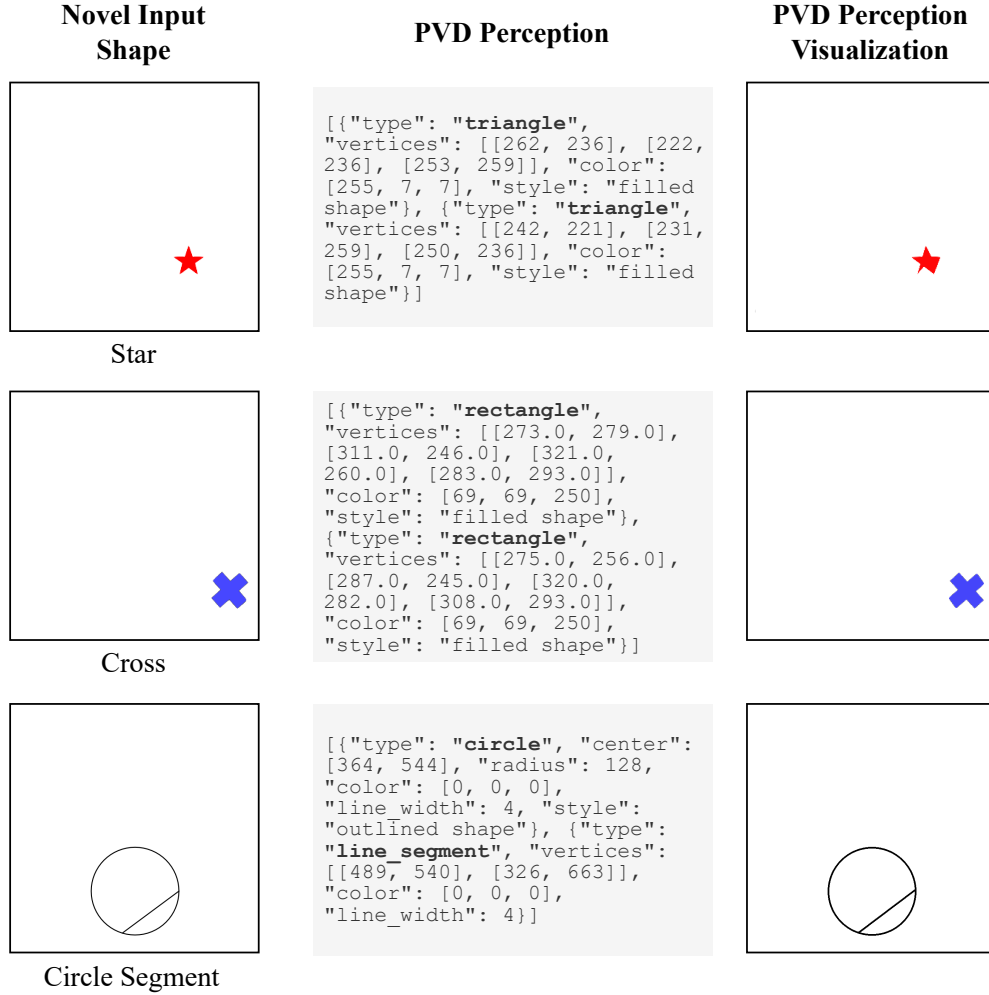 Novel Input
Shape
PVD Perception
PVD Perception
Visualization
[{"type": "triangle",
"vertices": [[262, 236], [222,
236], [253, 259]], "color":
[255, 7, 7], "style": "filled
shape"}, {"type": "triangle",
"vertices": [[242, 221], [231,
259], [250, 236]], "color":
[255, 7, 7], "style": "filled
shape"}]
Star
[{"type": "rectangle",
"vertices": [[273.0, 279.0],
[311.0, 246.0], [321.0,
260.0], [283.0, 293.0]],
"color": [69, 69, 250],
"style": "filled shape"},
{"type": "rectangle",
"vertices": [[275.0, 256.0],
[287.0, 245.0], [320.0,
282.0], [308.0, 293.0]],
"color": [69, 69, 250],
"style": "filled shape"}]
Cross
[{"type": "circle", "center":
[364, 544], "radius": 128,
"color": [0, 0, 0],
"line_width": 4, "style":
"outlined shape"}, {"type":
"line_segment", "vertices":
[[489, 540], [326, 663]],
"color": [0, 0, 0],
"line_width": 4}]
Circle Segment